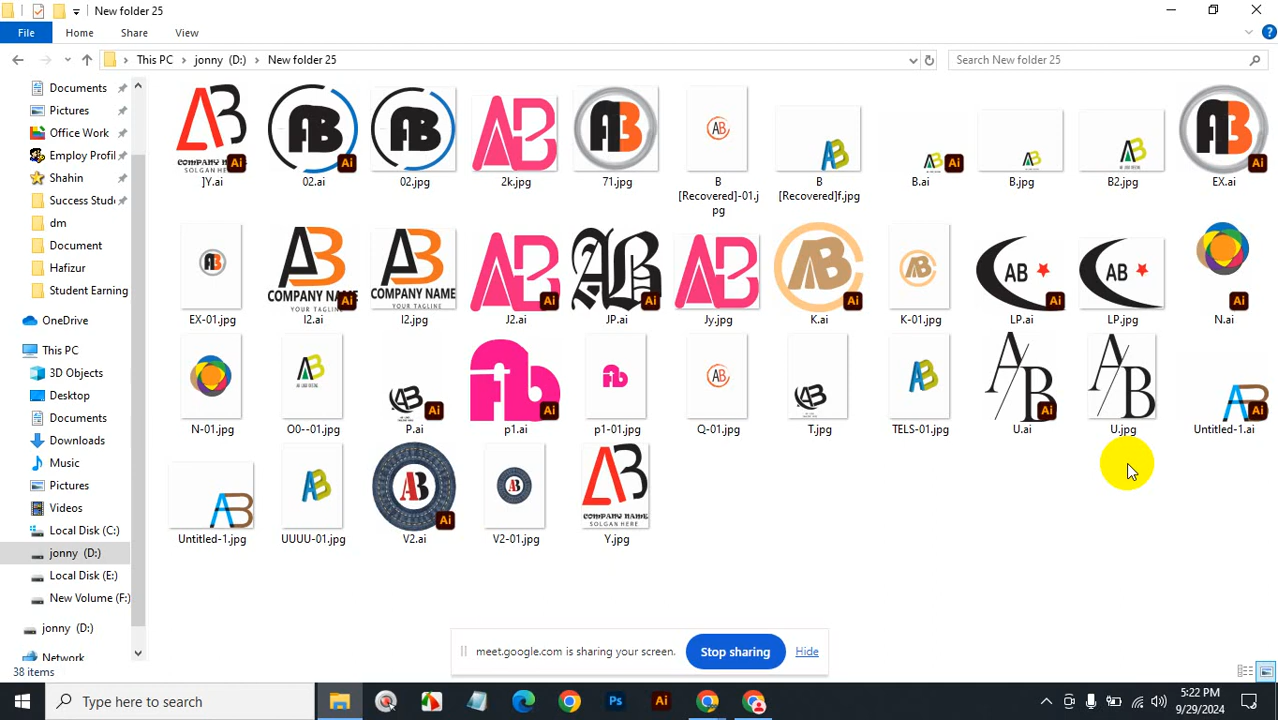 New folder 25
File
Home
Share
View
This PC
jonny (D:)
New folder 25
Search New folder 25
Documents
Pictures
Office Work
Employ Profil
Shahin
Success Stude
dm
Document
Hafizur
Student Earning
OneDrive
This PC
3D Objects
Desktop
Documents
Downloads
Music
Pictures
Videos
Local Disk (C:)
jonny (D:)
Local Disk (E:)
New Volume (F:)
jonny (D:)
Network
38 items
]Y.ai
02.ai
02.jpg
2k.jpg
71.jpg
B
[Recovered]-01.j
pg
B
[Recovered]f.jpg
B.ai
B.jpg
B2.jpg
EX.ai
EX-01.jpg
I2.ai
I2.jpg
J2.ai
JP.ai
Jy.jpg
K.ai
K-01.jpg
LP.ai
LP.jpg
N.ai
N-01.jpg
O0--01.jpg
P.ai
p1.ai
p1-01.jpg
Q-01.jpg
T.jpg
TELS-01.jpg
U.ai
U.jpg
Untitled-1.ai
Untitled-1.jpg
UUUU-01.jpg
V2.ai
V2-01.jpg
Y.jpg
COMPANY NAME
YOUR TAGLINE
COMPANY NAME
YOUR TAGLINE
COMPANY NAME
SOLGAN HERE
meet.google.com is sharing your screen.
Stop sharing
Hide
Type here to search
5:22 PM
9/29/2024